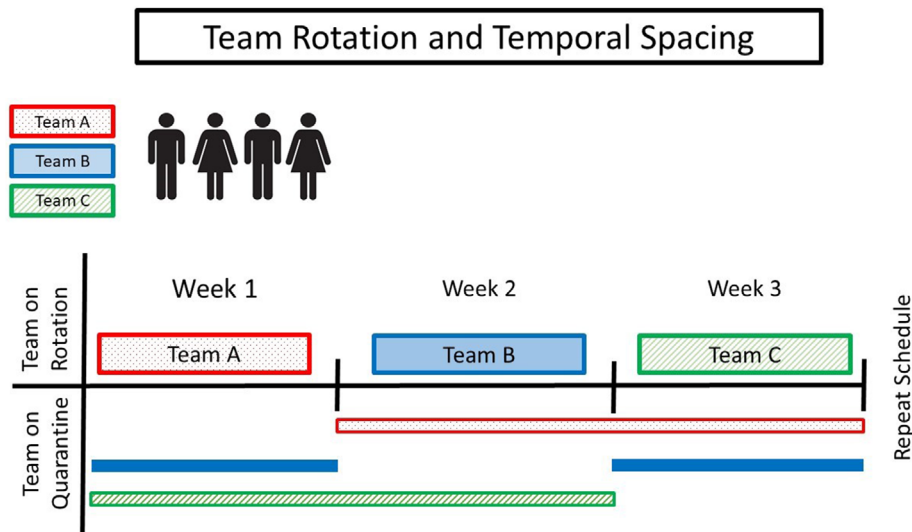 Team Rotation and Temporal Spacing
Team A
Team B
Team C
Team on
Rotation
Week 1
Week 2
Week 3
Team A
Team B
Team C
Repeat Schedule
Team on
Quarantine